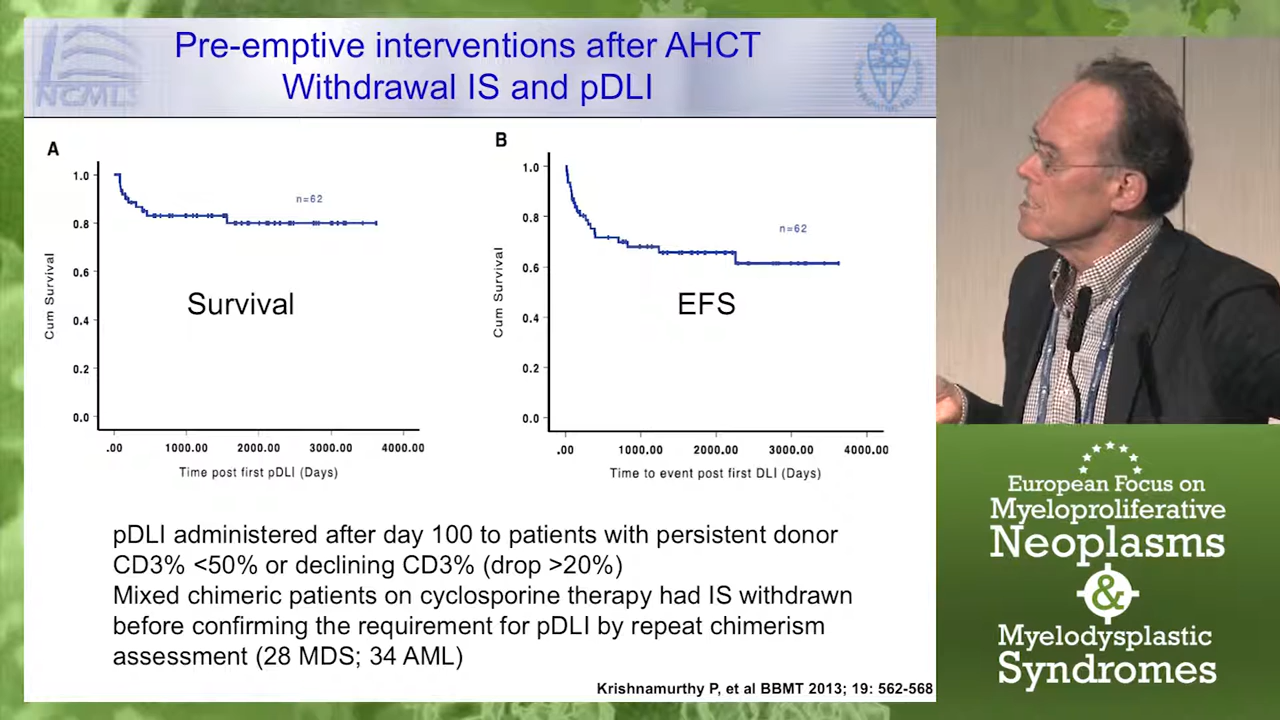 Pre-emptive interventions after AHCT
Withdrawal IS and pDLI
NCMLS
A
1.0
0.8
0.6
0.4
0.2
0.0
Cum Survival
n=62
Survival
.00
1000.00
2000.00
3000.00
4000.00
Time post first pDLI (Days)
B
1.0
0.8
0.6
0.4
0.2
0.0
Cum Survival
n=62
EFS
.00
1000.00
2000.00
3000.00
4000.00
Time to event post first DLI (Days)
pDLI administered after day 100 to patients with persistent donor
CD3% <50% or declining CD3% (drop >20%)
Mixed chimeric patients on cyclosporine therapy had IS withdrawn
before confirming the requirement for pDLI by repeat chimerism
assessment (28 MDS; 34 AML)
Krishnamurthy P, et al BBMT 2013; 19: 562-568
European Focus on
Myeloproliferative
Neoplasms
&
Myelodysplastic
Syndromes